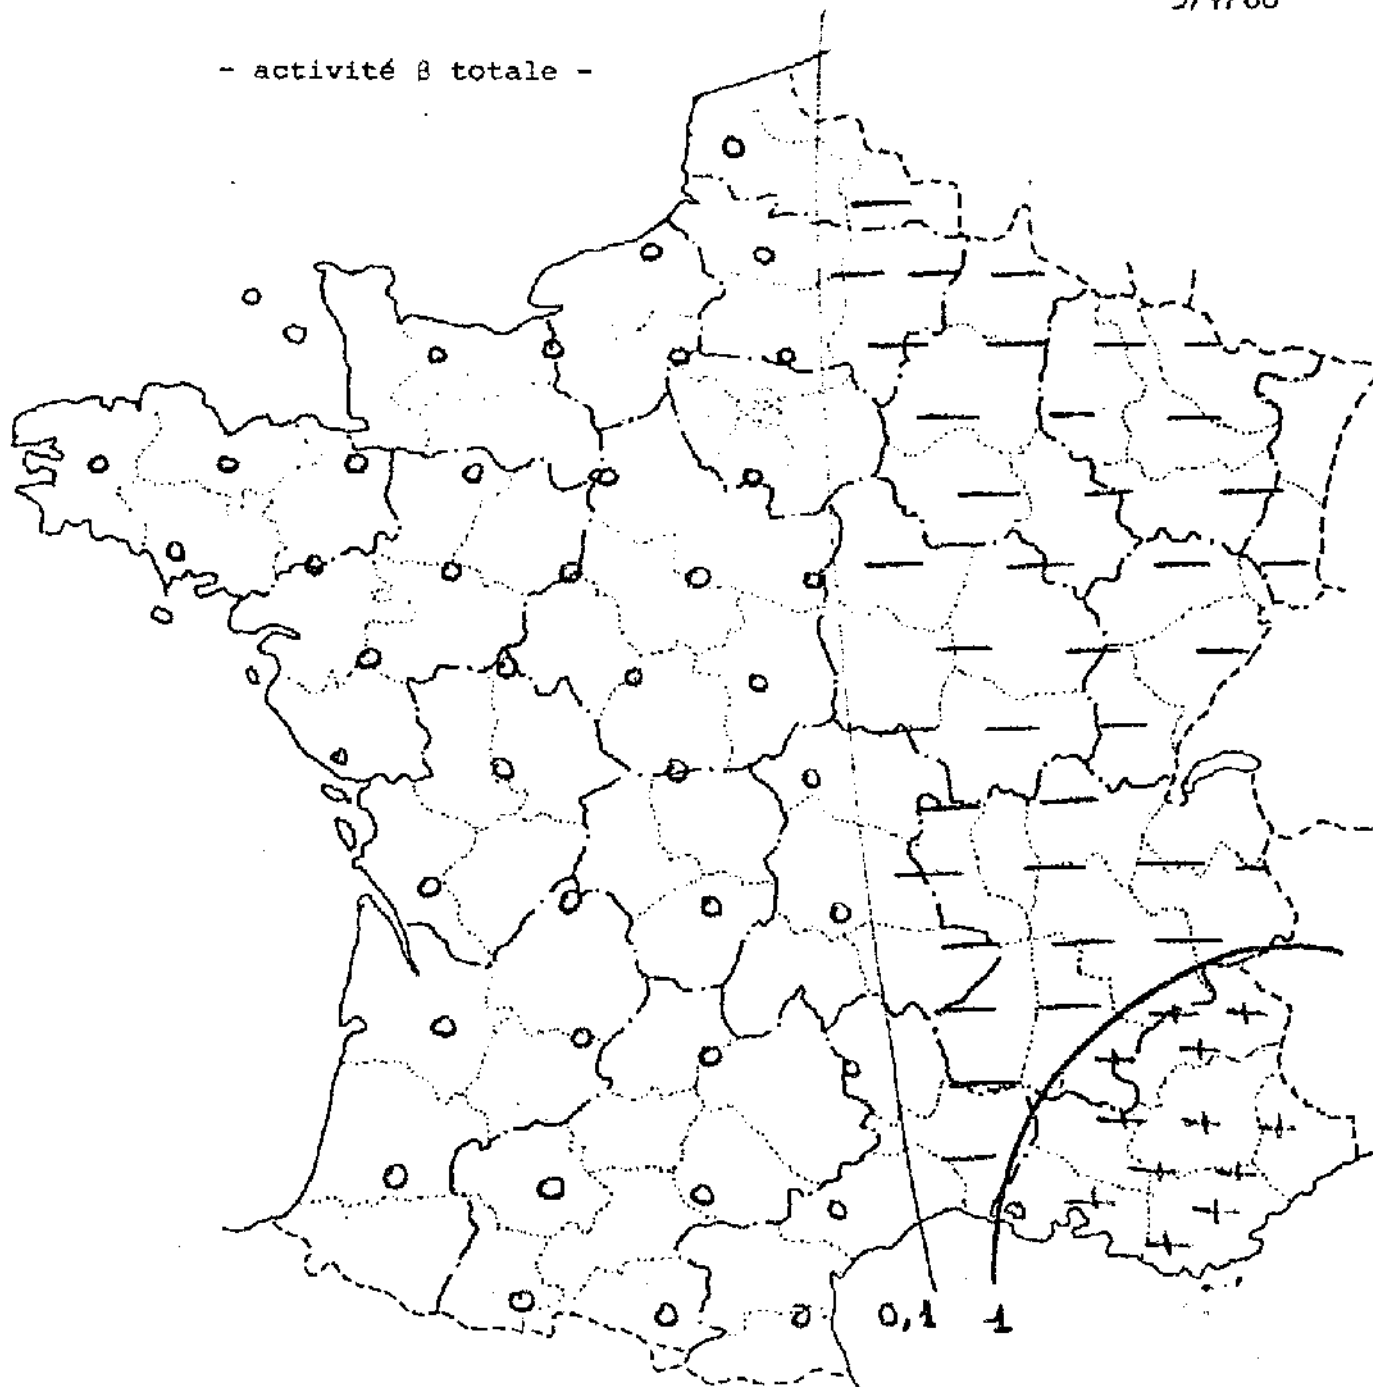 - activité β totale -
0,1 1